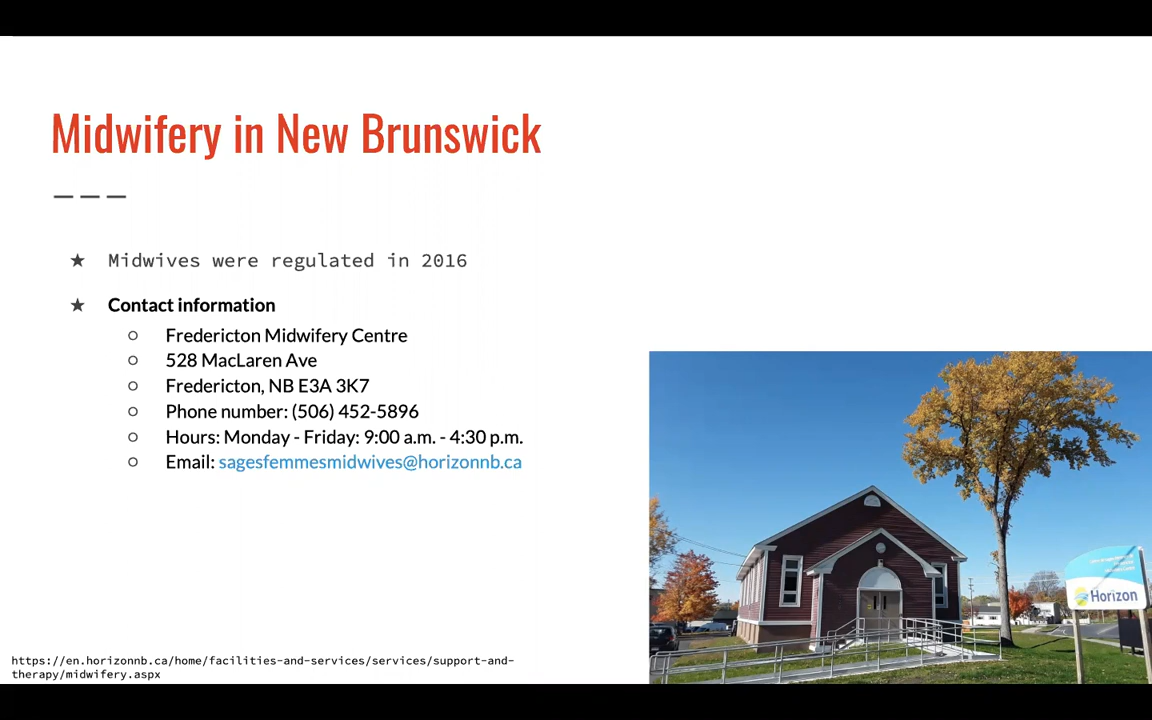 Midwifery in New Brunswick
Midwives were regulated in 2016
Contact information
Fredericton Midwifery Centre
528 MacLaren Ave
Fredericton, NB E3A 3K7
Phone number: (506) 452-5896
Hours: Monday - Friday: 9:00 a.m. - 4:30 p.m.
Email: sagesfemmesmidwives@horizonnb.ca
Horizon
https://en.horizonnb.ca/home/facilities-and-services/services/support-and-
therapy/midwifery.aspx